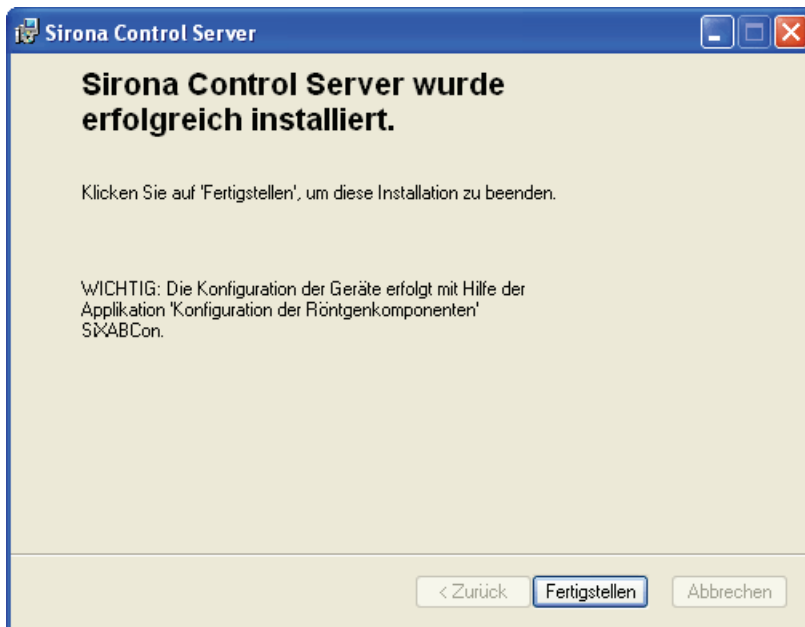 Sirona Control Server
Sirona Control Server wurde
erfolgreich installiert.
Klicken Sie auf 'Fertigstellen', um diese Installation zu beenden.
WICHTIG: Die Konfiguration der Geräte erfolgt mit Hilfe der
Applikation 'Konfiguration der Röntgenkomponenten'
SiXABCon.
< Zurück Fertigstellen Abbrechen